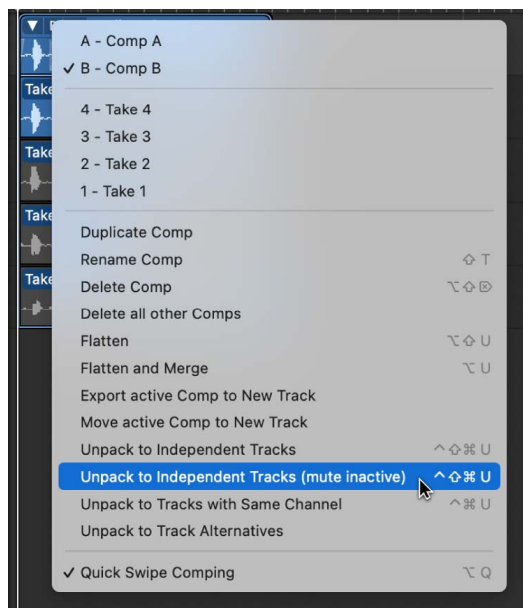 A - Comp A
✓ B - Comp B
4 - Take 4
3 - Take 3
2 - Take 2
1 - Take 1
Take
Take
Take
Take
Duplicate Comp
Rename Comp ⇧ T
Delete Comp ⌥⇧⌦
Delete all other Comps
Flatten ⌥⇧ U
Flatten and Merge ⌥ U
Export active Comp to New Track
Move active Comp to New Track
Unpack to Independent Tracks ^⇧⌘ U
Unpack to Independent Tracks (mute inactive) ^⇧⌘ U
Unpack to Tracks with Same Channel ^⌘ U
Unpack to Track Alternatives
✓ Quick Swipe Comping ⌥ Q